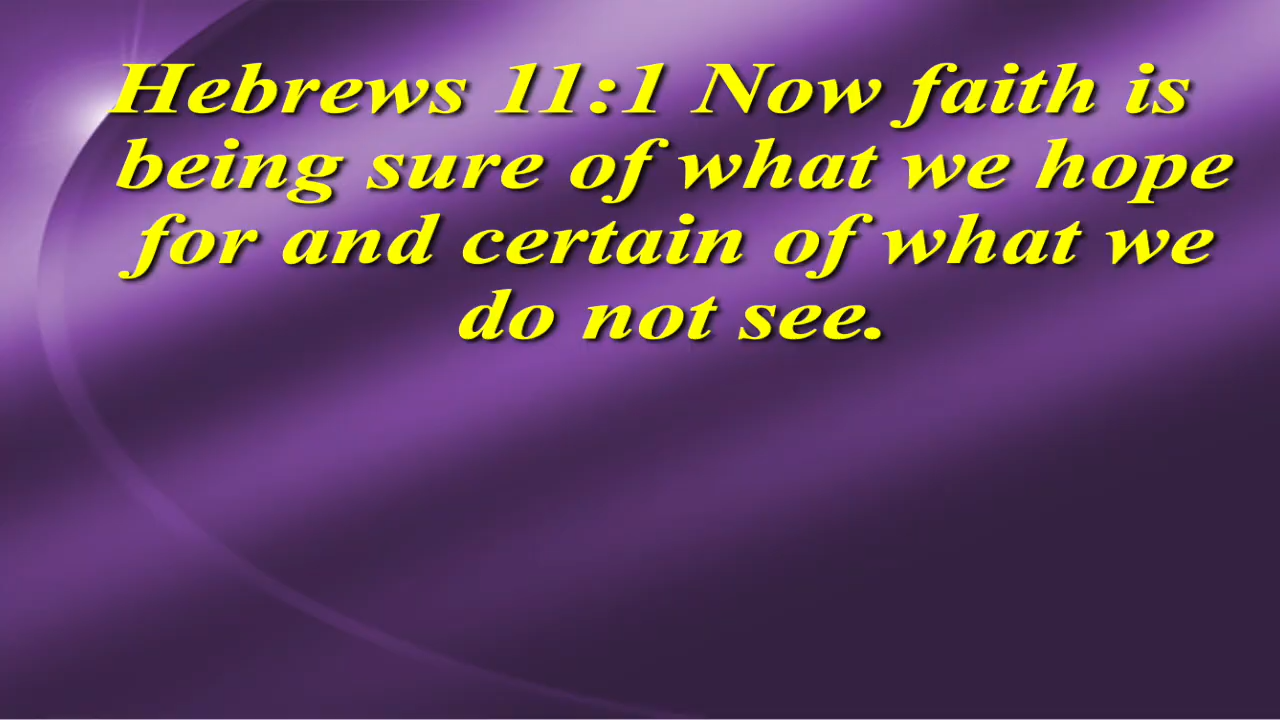 Hebrews 11:1 Now faith is
being sure of what we hope
for and certain of what we
do not see.